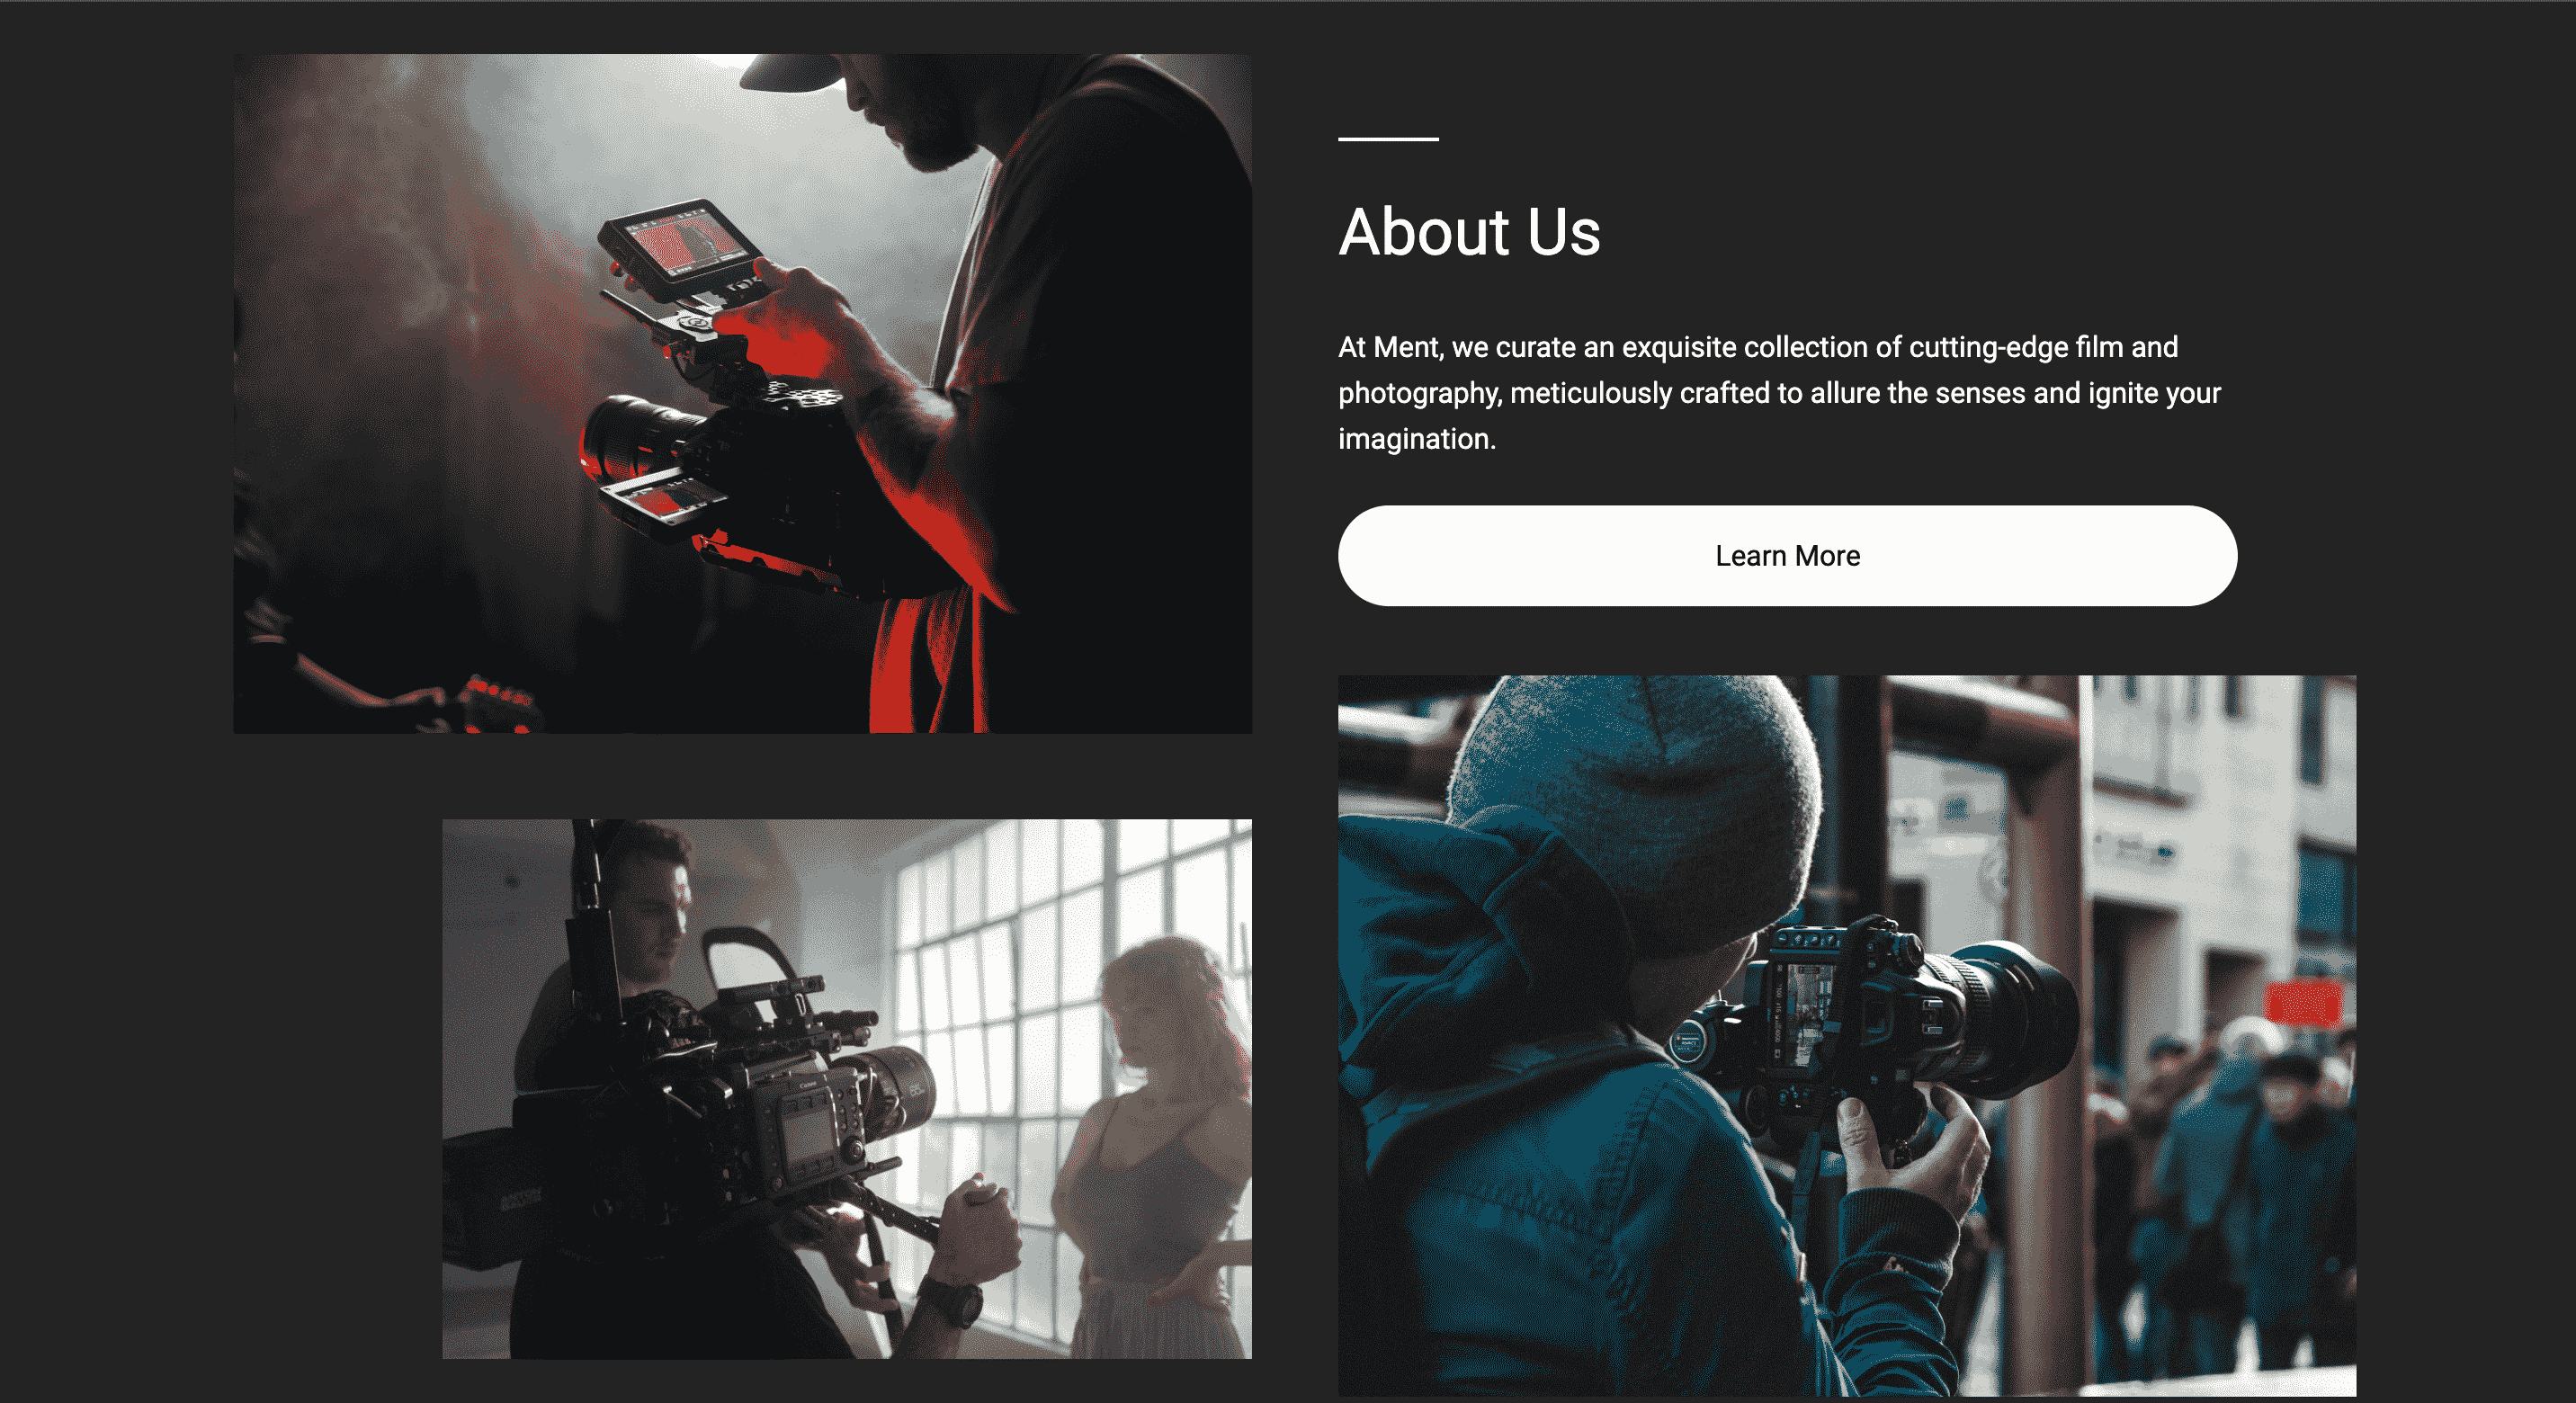 About Us
At Ment, we curate an exquisite collection of cutting-edge film and
photography, meticulously crafted to allure the senses and ignite your
imagination.
Learn More
Canon